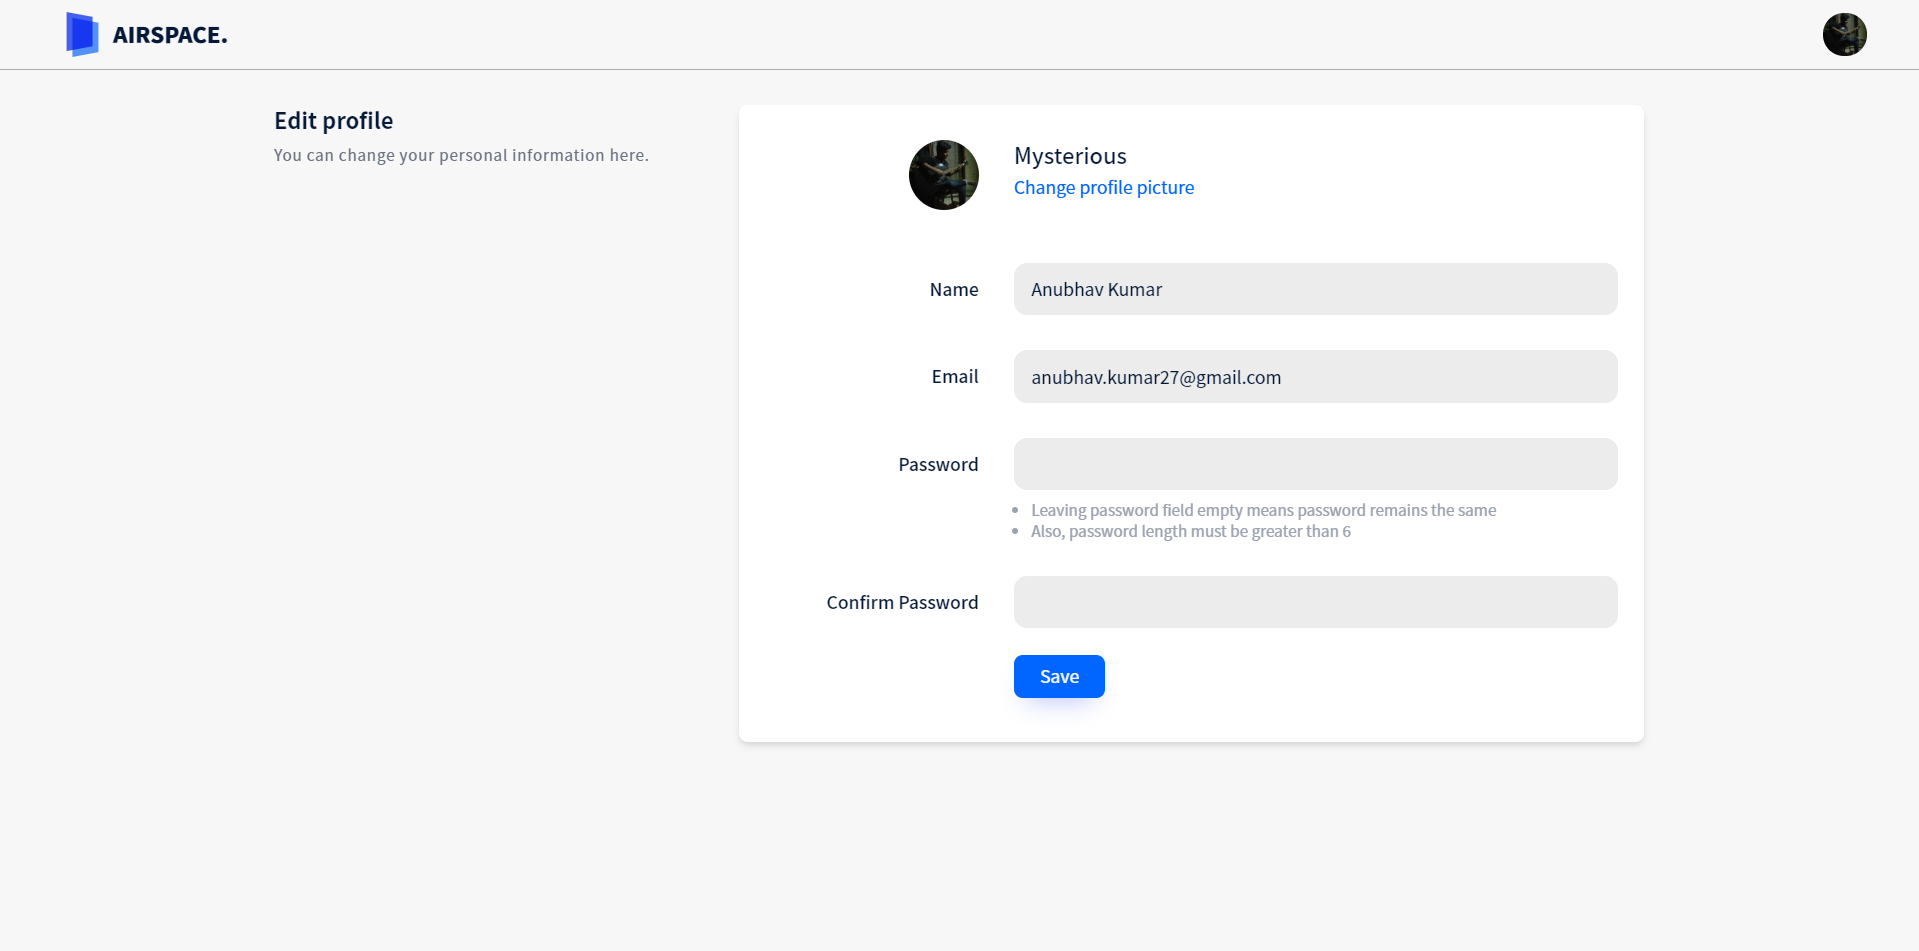 AIRSPACE.
Edit profile
You can change your personal information here.
Mysterious
Change profile picture
Name
Anubhav Kumar
Email
anubhav.kumar27@gmail.com
Password
Leaving password field empty means password remains the same
Also, password length must be greater than 6
Confirm Password
Save